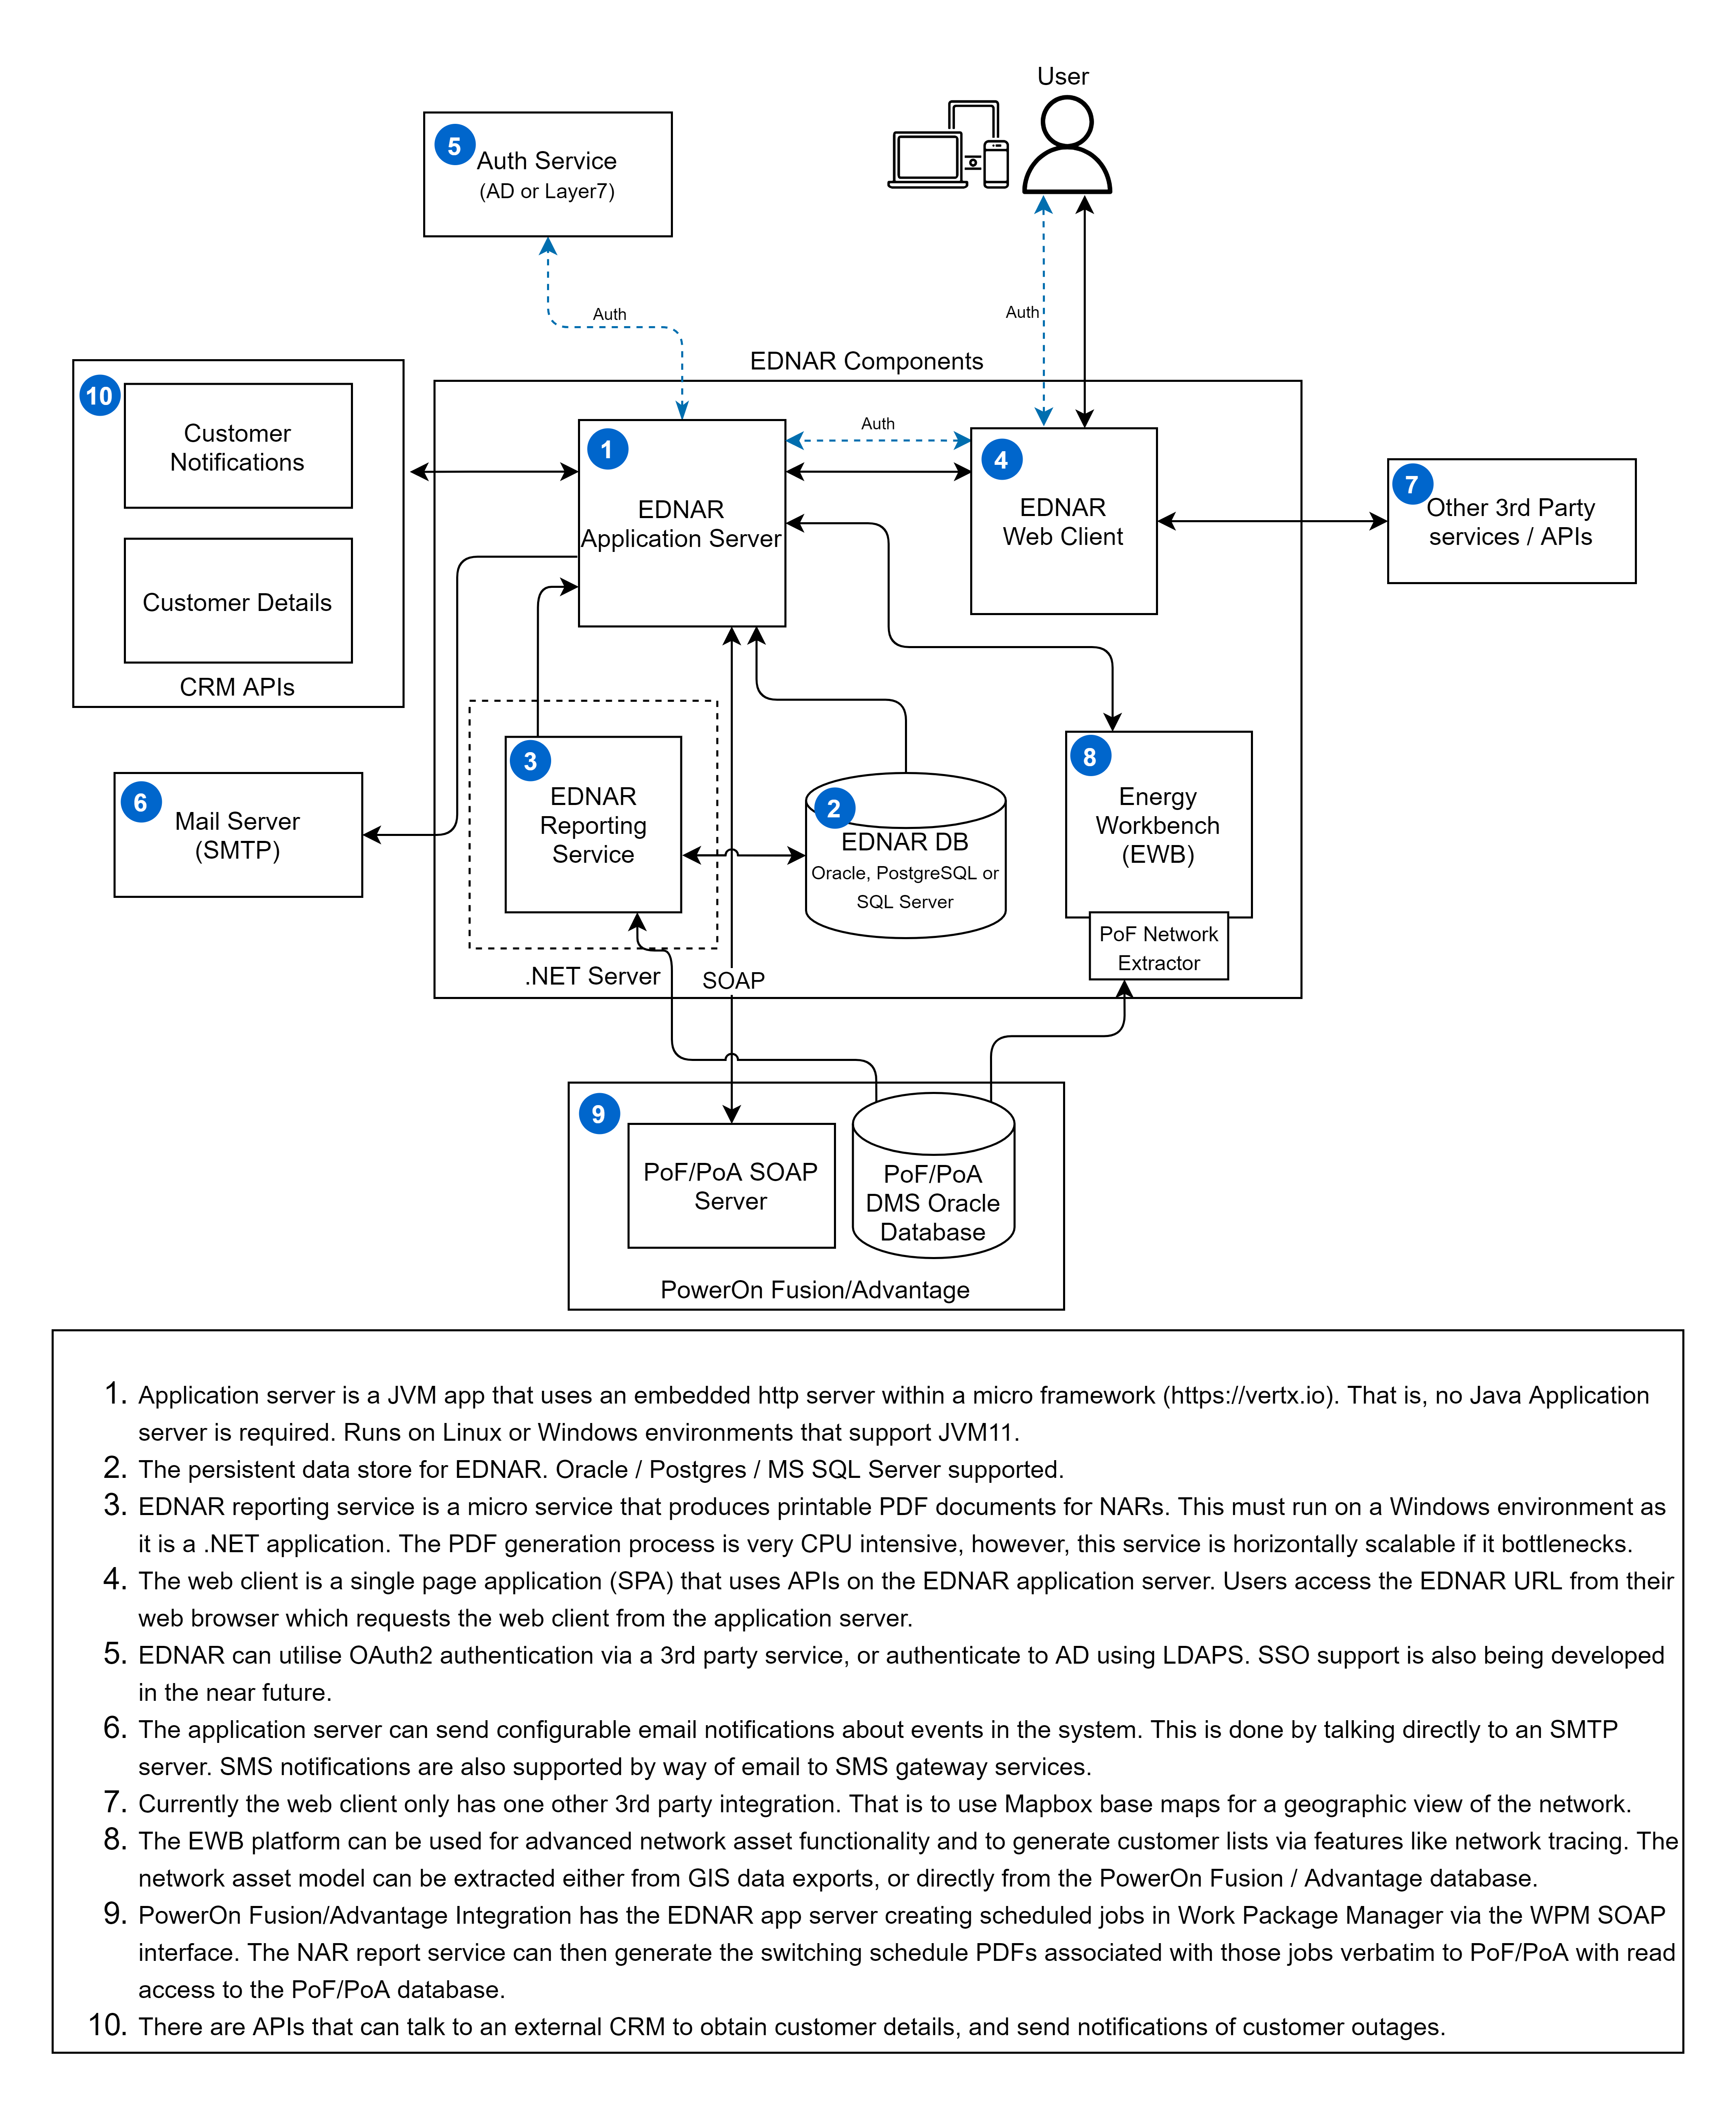 User
5
Auth Service
(AD or Layer7)
Auth
Auth
EDNAR Components
10
Customer
Notifications
Customer Details
CRM APIs
1
EDNAR
Application Server
Auth
4
EDNAR
Web Client
7
Other 3rd Party
services / APIs
6
Mail Server
(SMTP)
3
EDNAR
Reporting
Service
.NET Server
SOAP
2
EDNAR DB
Oracle, PostgreSQL or
SQL Server
8
Energy
Workbench
(EWB)
PoF Network
Extractor
9
PoF/PoA SOAP
Server
PoF/PoA
DMS Oracle
Database
PowerOn Fusion/Advantage
1. Application server is a JVM app that uses an embedded http server within a micro framework (https://vertx.io). That is, no Java Application
server is required. Runs on Linux or Windows environments that support JVM11.
2. The persistent data store for EDNAR. Oracle / Postgres / MS SQL Server supported.
3. EDNAR reporting service is a micro service that produces printable PDF documents for NARs. This must run on a Windows environment as
it is a .NET application. The PDF generation process is very CPU intensive, however, this service is horizontally scalable if it bottlenecks.
4. The web client is a single page application (SPA) that uses APIs on the EDNAR application server. Users access the EDNAR URL from their
web browser which requests the web client from the application server.
5. EDNAR can utilise OAuth2 authentication via a 3rd party service, or authenticate to AD using LDAPS. SSO support is also being developed
in the near future.
6. The application server can send configurable email notifications about events in the system. This is done by talking directly to an SMTP
server. SMS notifications are also supported by way of email to SMS gateway services.
7. Currently the web client only has one other 3rd party integration. That is to use Mapbox base maps for a geographic view of the network.
8. The EWB platform can be used for advanced network asset functionality and to generate customer lists via features like network tracing. The
network asset model can be extracted either from GIS data exports, or directly from the PowerOn Fusion / Advantage database.
9. PowerOn Fusion/Advantage Integration has the EDNAR app server creating scheduled jobs in Work Package Manager via the WPM SOAP
interface. The NAR report service can then generate the switching schedule PDFs associated with those jobs verbatim to PoF/PoA with read
access to the PoF/PoA database.
10. There are APIs that can talk to an external CRM to obtain customer details, and send notifications of customer outages.